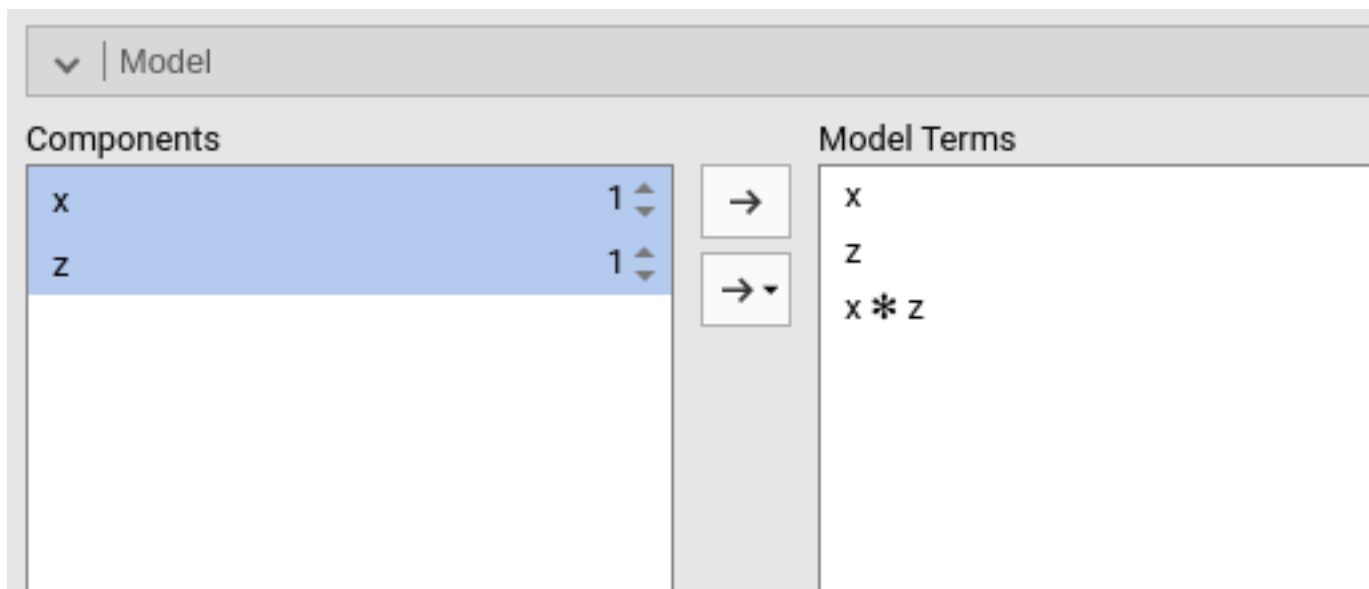 Model
Components
Model Terms
x 1
z 1
x
z
x ✻ z